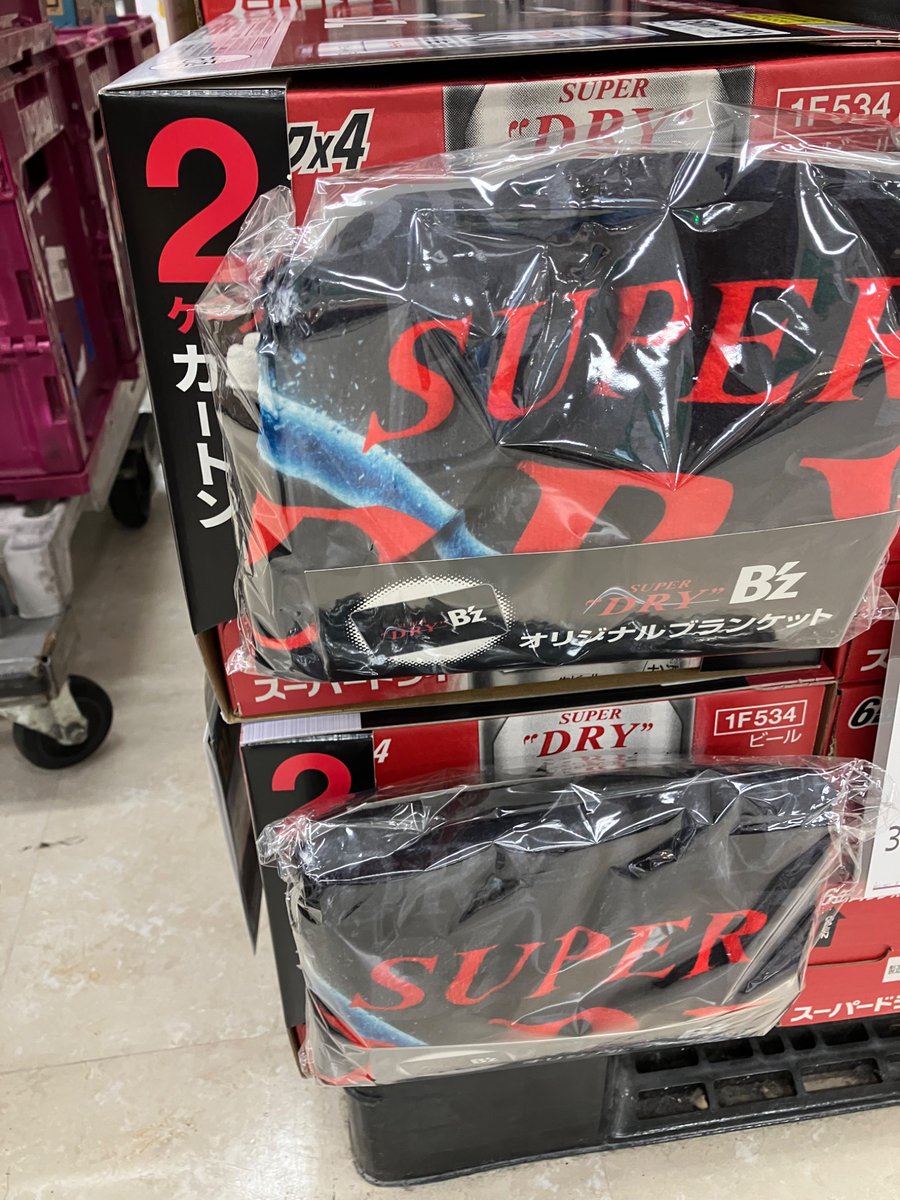 SUPER
"DRY"
1F534
2
x4
ケ
カートン
SUPER
SUPER
"DRY"
B'z
"DRY"
B'z
オリジナルブランケット
スーパードライ
SUPER
"DRY"
1F534
ビール
2
4
SUPER
B'z
スーパードラ